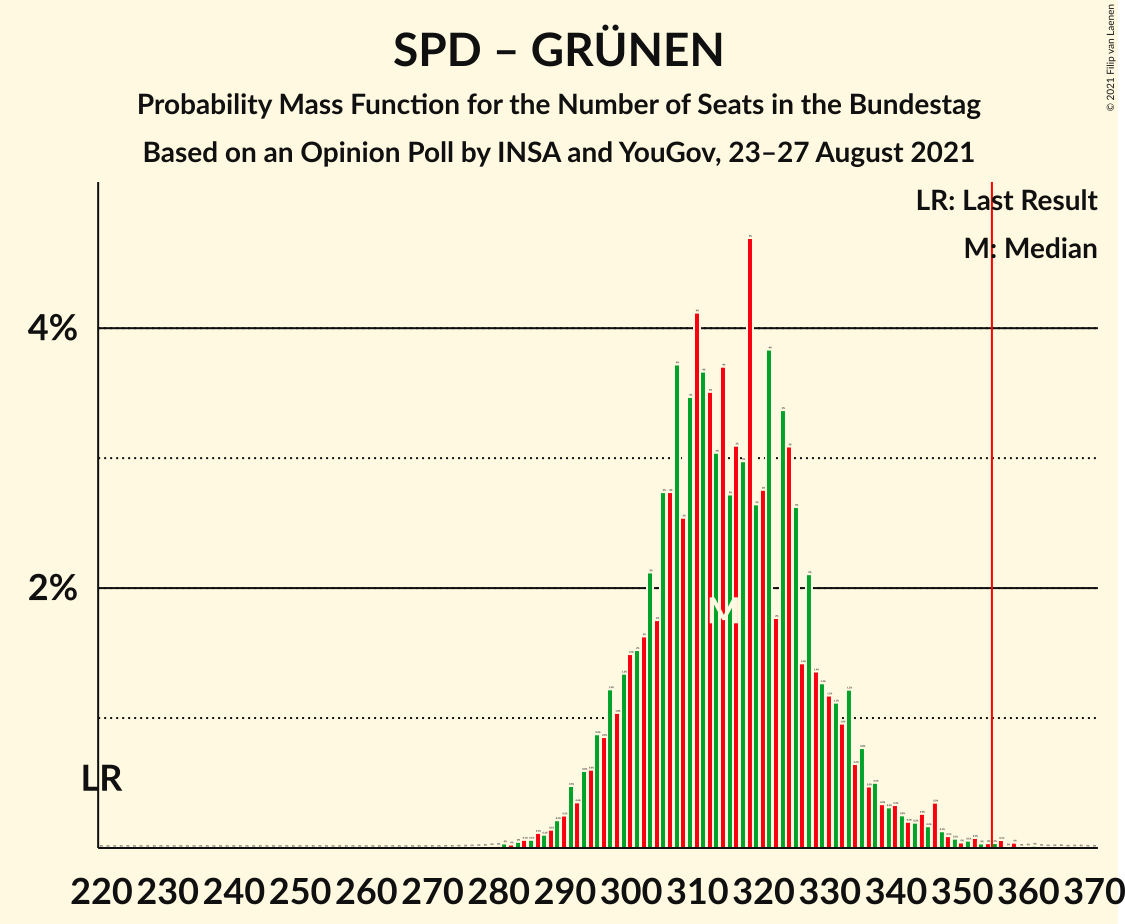 SPD – GRÜNEN
Probability Mass Function for the Number of Seats in the Bundestag
Based on an Opinion Poll by INSA and YouGov, 23–27 August 2021
© 2021 Filip van Laenen
LR: Last Result
M: Median
4%
2%
M
LR
220 230 240 250 260 270 280 290 300 310 320 330 340 350 360 370